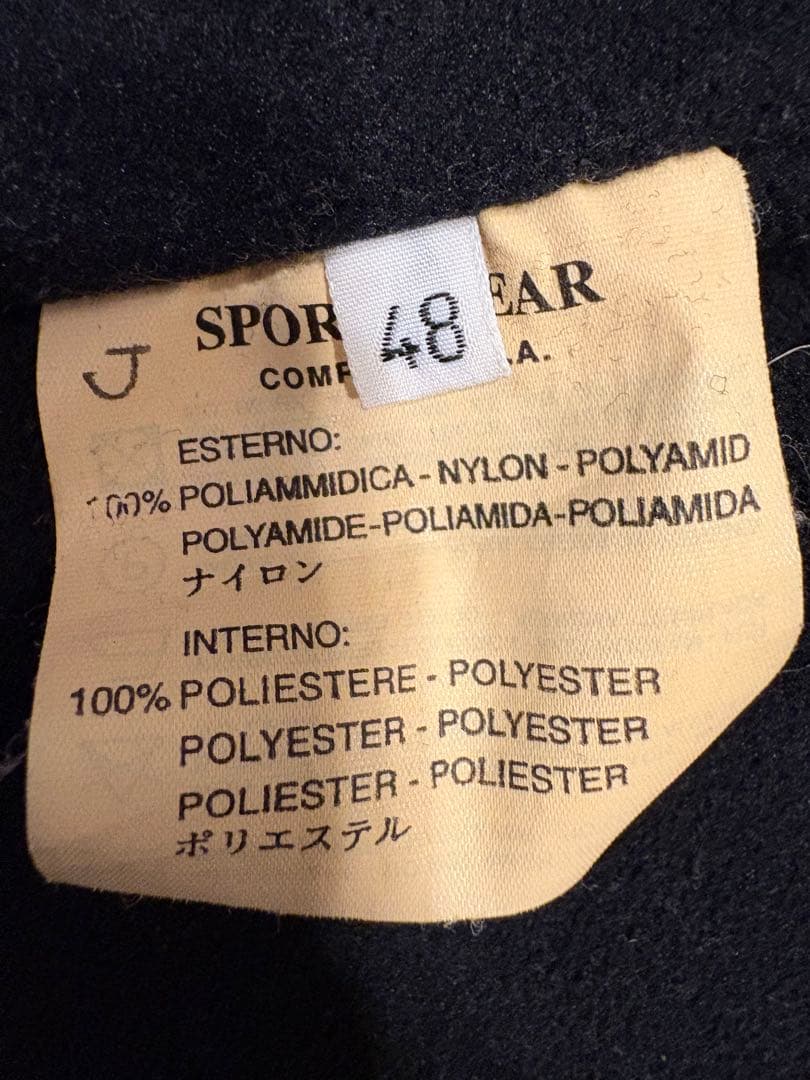 SPOR EAR
48
COMP .A.
J
ESTERNO:
100% POLIAMMIDICA - NYLON - POLYAMID
POLYAMIDE-POLIAMIDA-POLIAMIDA
ナイロン
INTERNO:
100% POLIESTERE - POLYESTER
POLYESTER - POLYESTER
POLIESTER - POLIESTER
ポリエステル